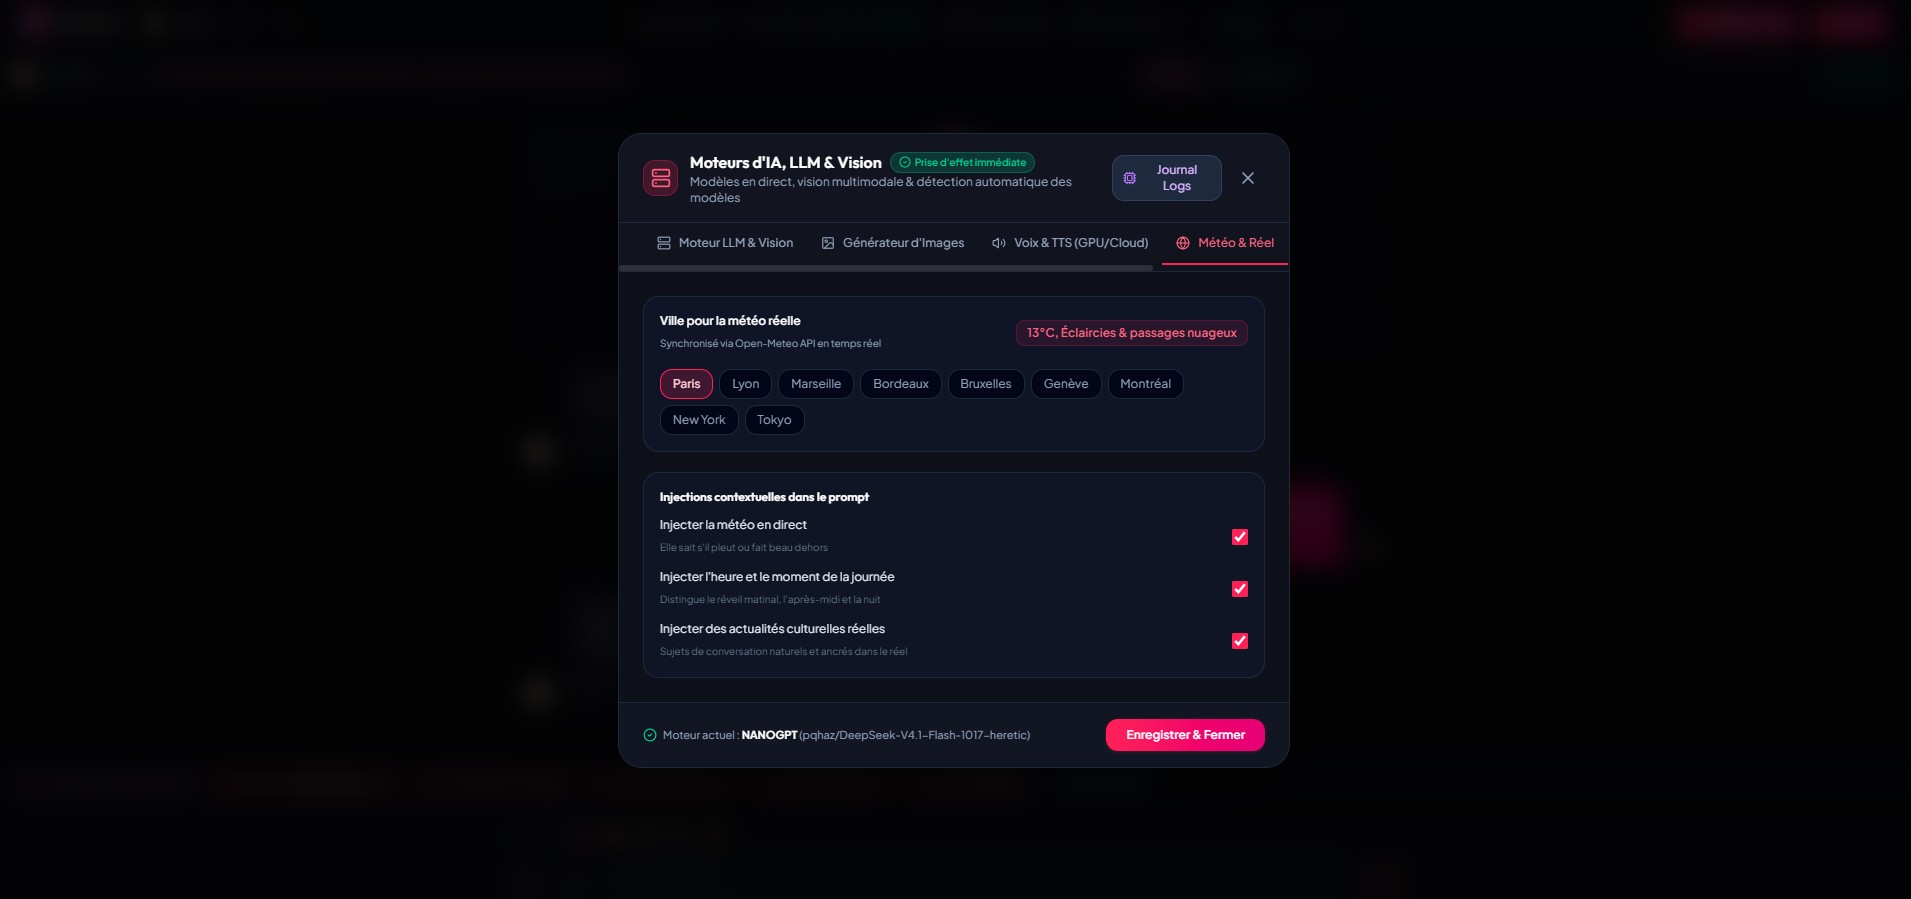 Moteurs d'IA, LLM & Vision
Prise d'effet immédiate
Modèles en direct, vision multimodale & détection automatique des
modèles
Journal
Logs
Moteur LLM & Vision
Générateur d'Images
Voix & TTS (GPU/Cloud)
Météo & Réel
Ville pour la météo réelle
Synchronisé via Open-Meteo API en temps réel
13°C, Éclaircies & passages nuageux
Paris
Lyon
Marseille
Bordeaux
Bruxelles
Genève
Montréal
New York
Tokyo
Injections contextuelles dans le prompt
Injecter la météo en direct
Elle sait s'il pleut ou fait beau dehors
Injecter l'heure et le moment de la journée
Distingue le réveil matinal, l'après-midi et la nuit
Injecter des actualités culturelles réelles
Sujets de conversation naturels et ancrés dans le réel
Moteur actuel : NANOGPT (pqhaz/DeepSeek-V4.1-Flash-1017-heretic)
Enregistrer & Fermer